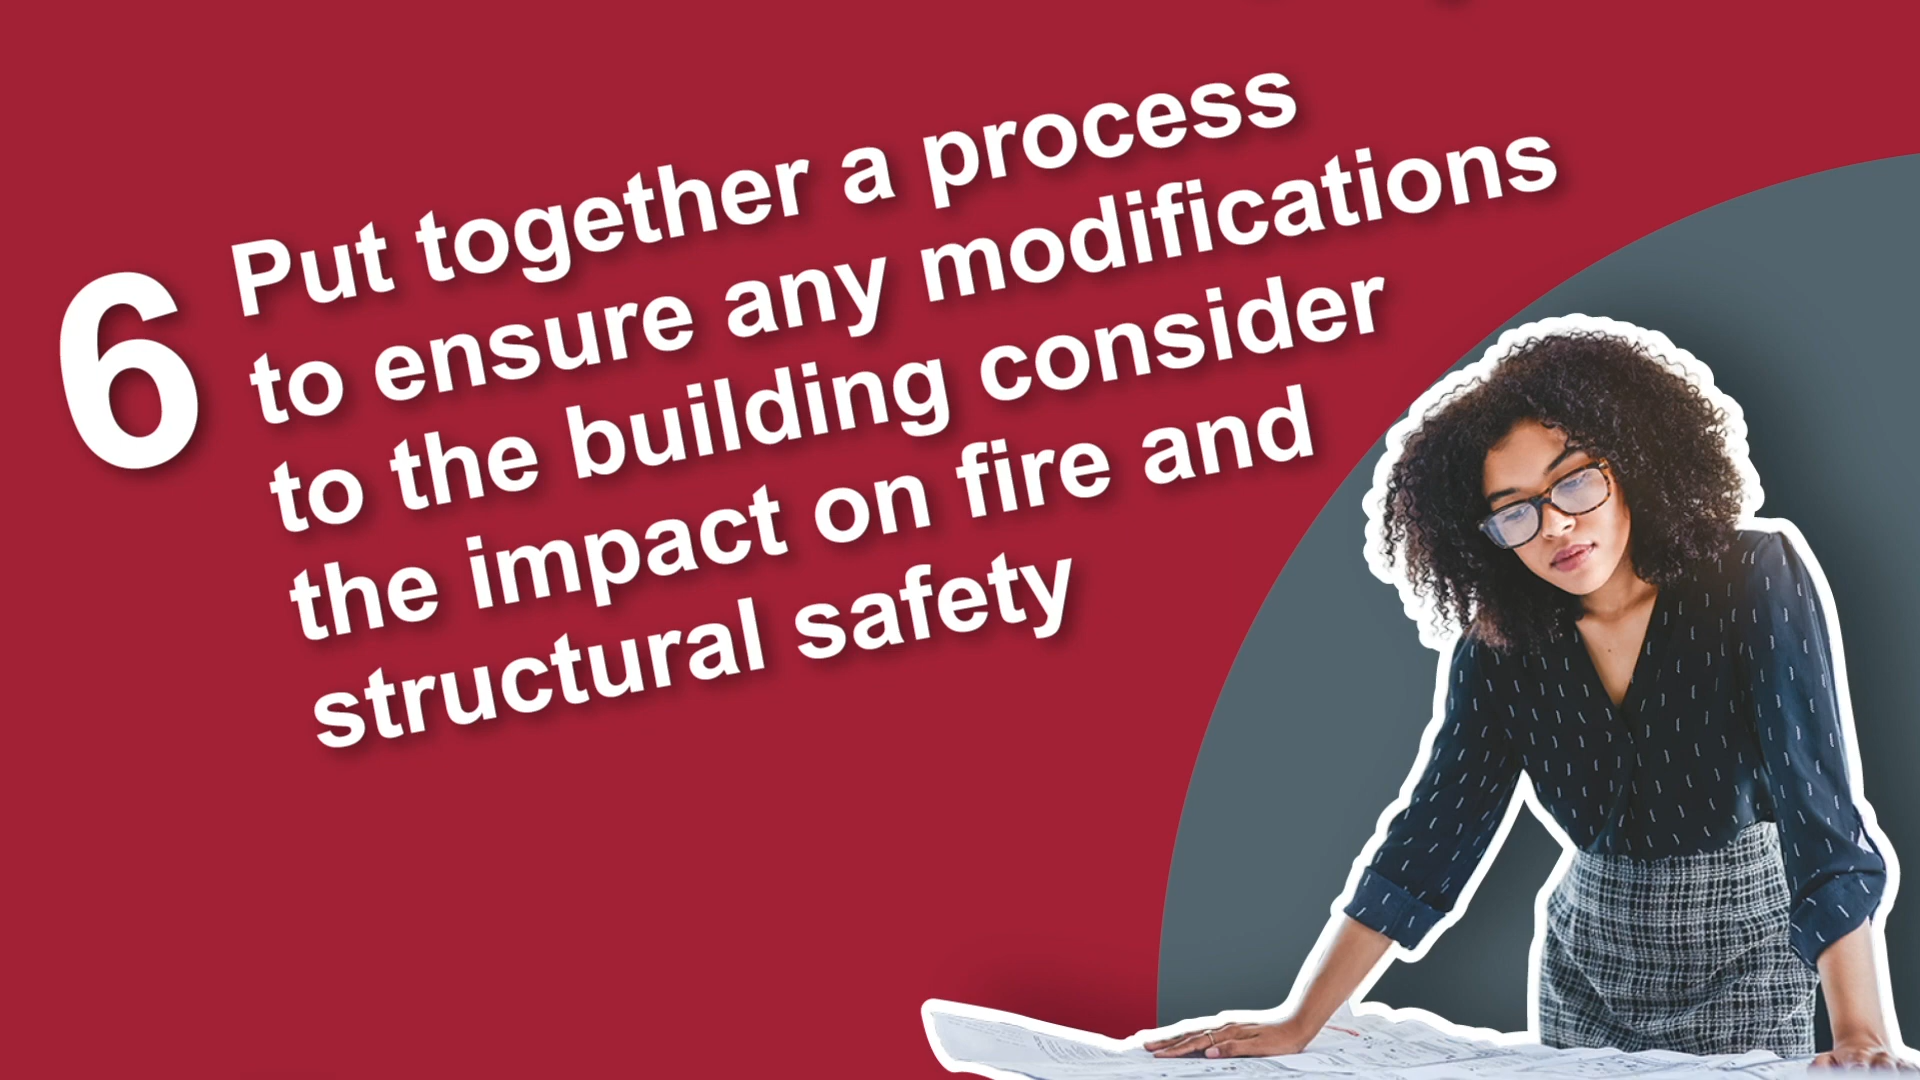 6
Put together a process
to ensure any modifications
to the building consider
the impact on fire and
structural safety